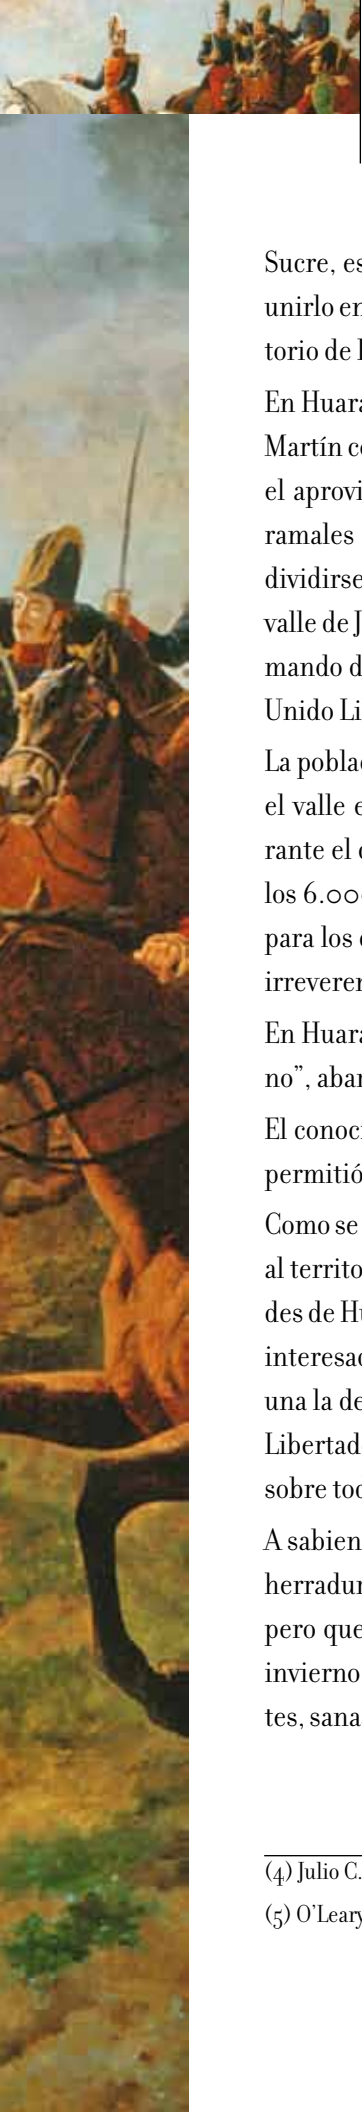 Sucre, es
unirlo en
torio de l
En Huara
Martín co
el aprovi
ramales
dividirse
valle de J
mando d
Unido Li
La pobla
el valle e
rante el
los 6.00
para los
irreveren
En Huara
no”, aban
El conoci
permitió
Como se
al territo
des de Hu
interesad
una la de
Libertad
sobre tod
A sabien
herradur
pero que
invierno
tes, sana
(4) Julio C.
(5) O’Leary